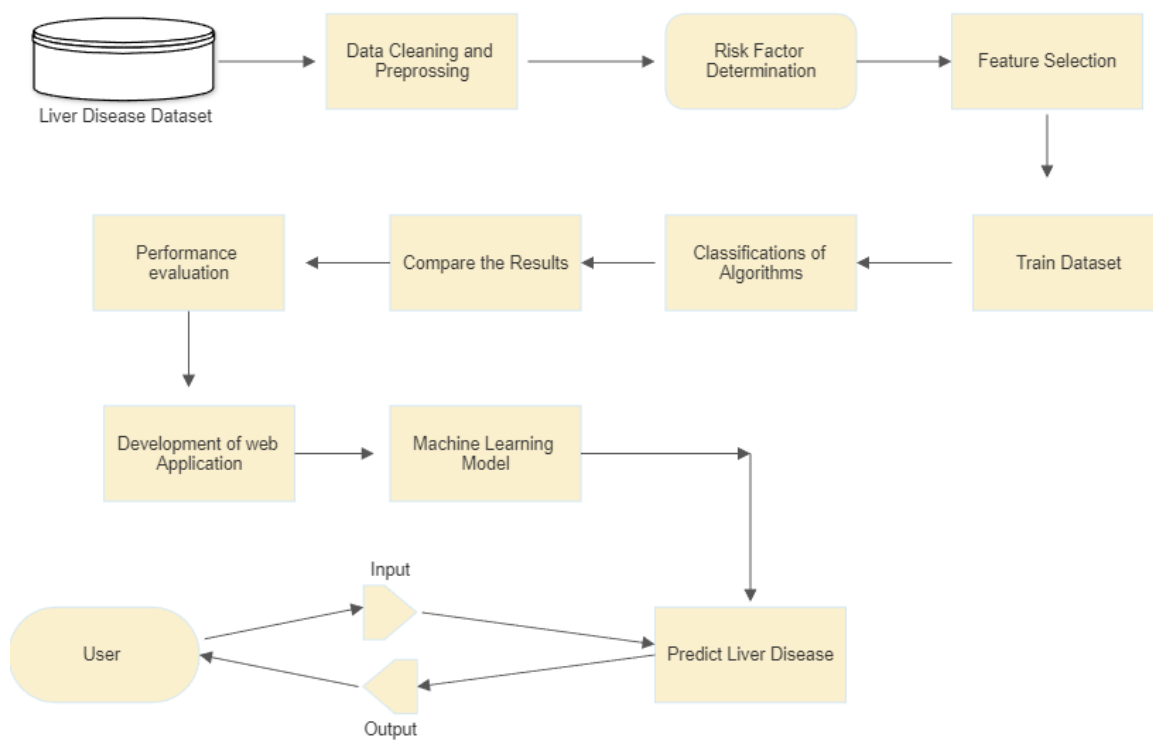 Data Cleaning and
Preprossing
Risk Factor
Determination
Feature Selection
Liver Disease Dataset
Performance
evaluation
Compare the Results
Classifications of
Algorithms
Train Dataset
Development of web
Application
Machine Learning
Model
Input
User
Predict Liver Disease
Output